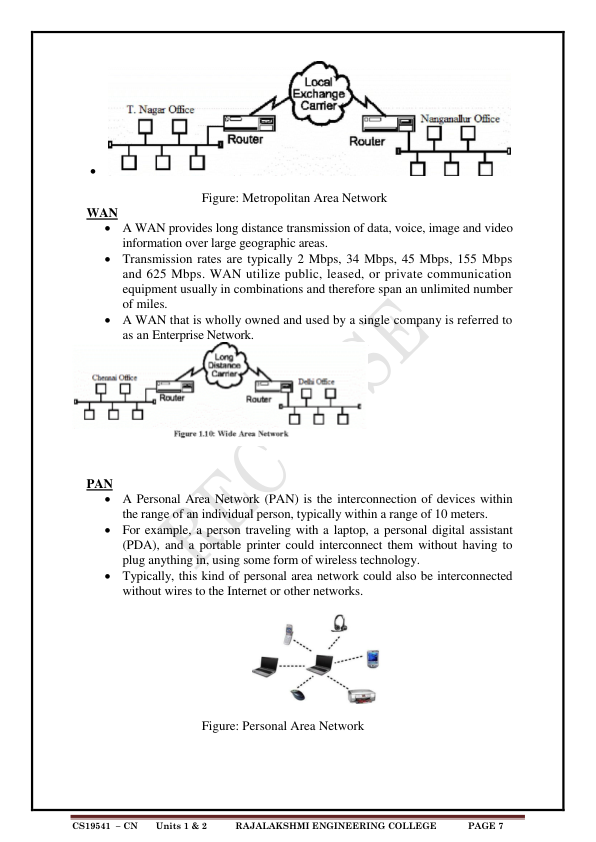 Local
Exchange
Carrier
T. Nagar Office
Nanganallur Office
Router
Router
•
Figure: Metropolitan Area Network
WAN
• A WAN provides long distance transmission of data, voice, image and video
information over large geographic areas.
• Transmission rates are typically 2 Mbps, 34 Mbps, 45 Mbps, 155 Mbps
and 625 Mbps. WAN utilize public, leased, or private communication
equipment usually in combinations and therefore span an unlimited number
of miles.
• A WAN that is wholly owned and used by a single company is referred to
as an Enterprise Network.
Long
Distance
Carrier
Chennai Office
Delhi Office
Router
Router
Figure 1.10: Wide Area Network
PAN
• A Personal Area Network (PAN) is the interconnection of devices within
the range of an individual person, typically within a range of 10 meters.
• For example, a person traveling with a laptop, a personal digital assistant
(PDA), and a portable printer could interconnect them without having to
plug anything in, using some form of wireless technology.
• Typically, this kind of personal area network could also be interconnected
without wires to the Internet or other networks.
Figure: Personal Area Network
CS19541 – CN Units 1 & 2 RAJALAKSHMI ENGINEERING COLLEGE PAGE 7